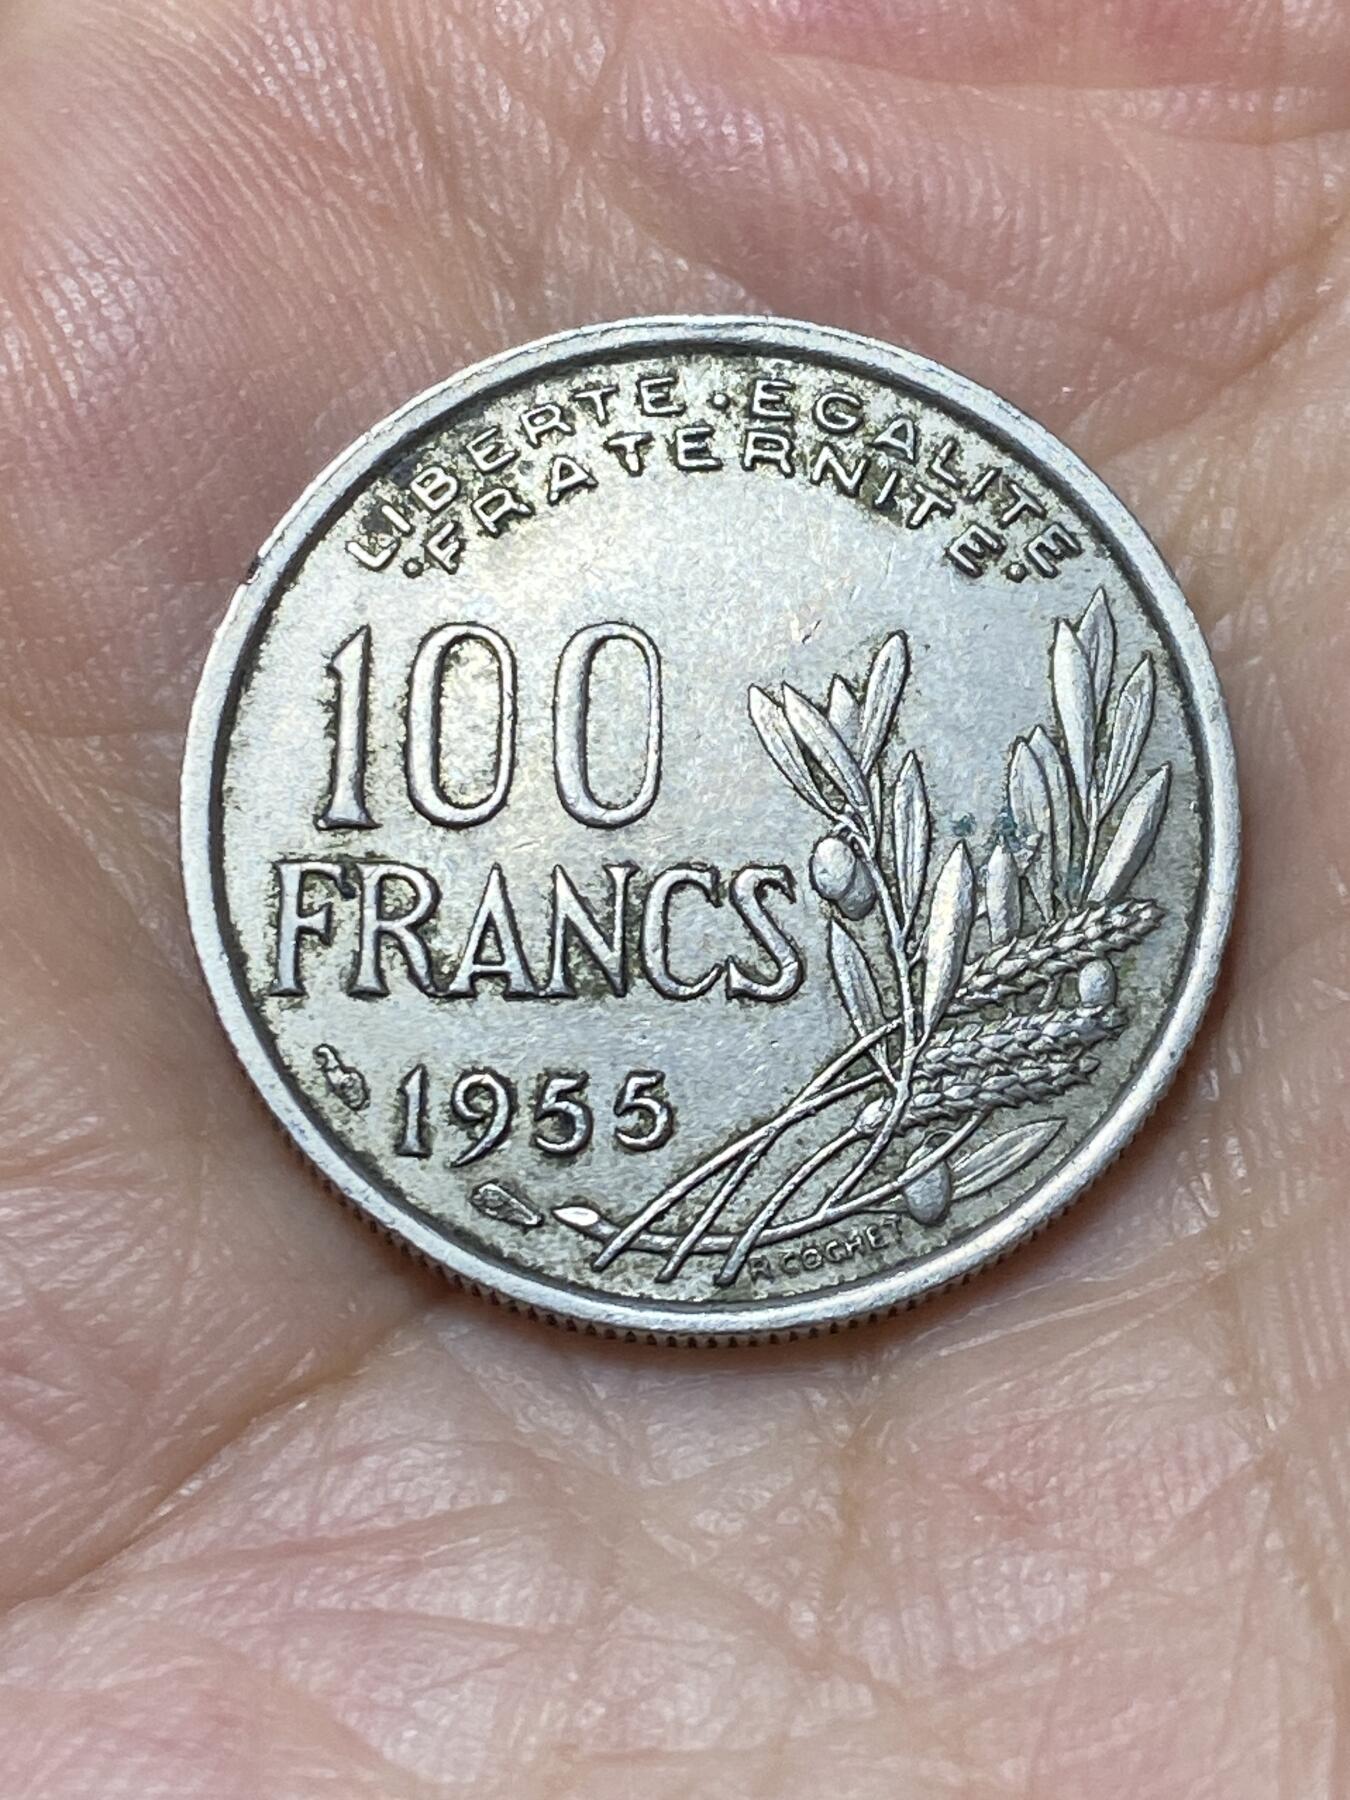 LIBERTE·EGALITE
·FRATERNITE·
100
FRANCS
1955
R COCHET